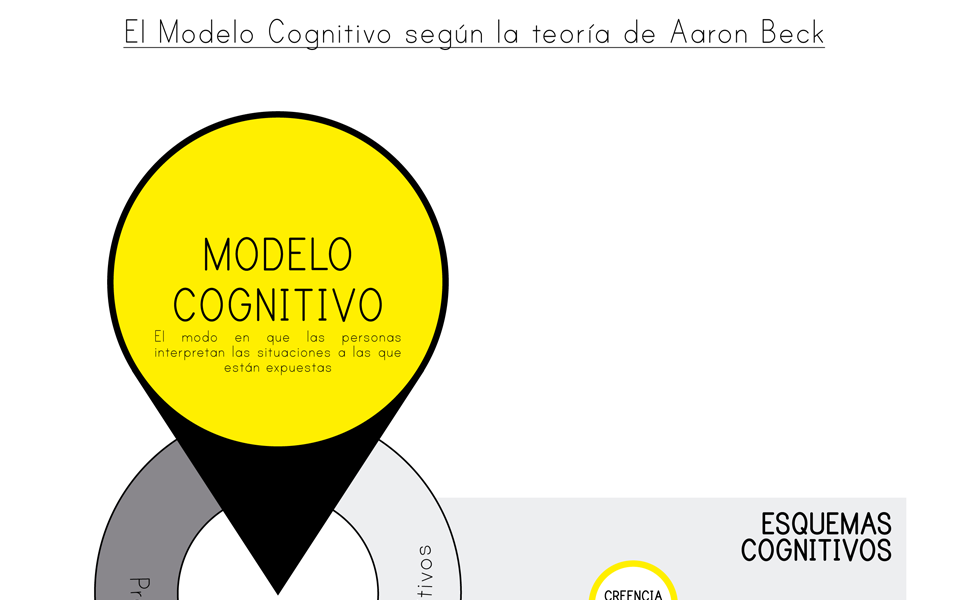 El Modelo Cognitivo según la teoría de Aaron Beck
MODELO
COGNITIVO
El modo en que las personas
interpretan las situaciones a las que
están expuestas
ESQUEMAS
COGNITIVOS
CREENCIA